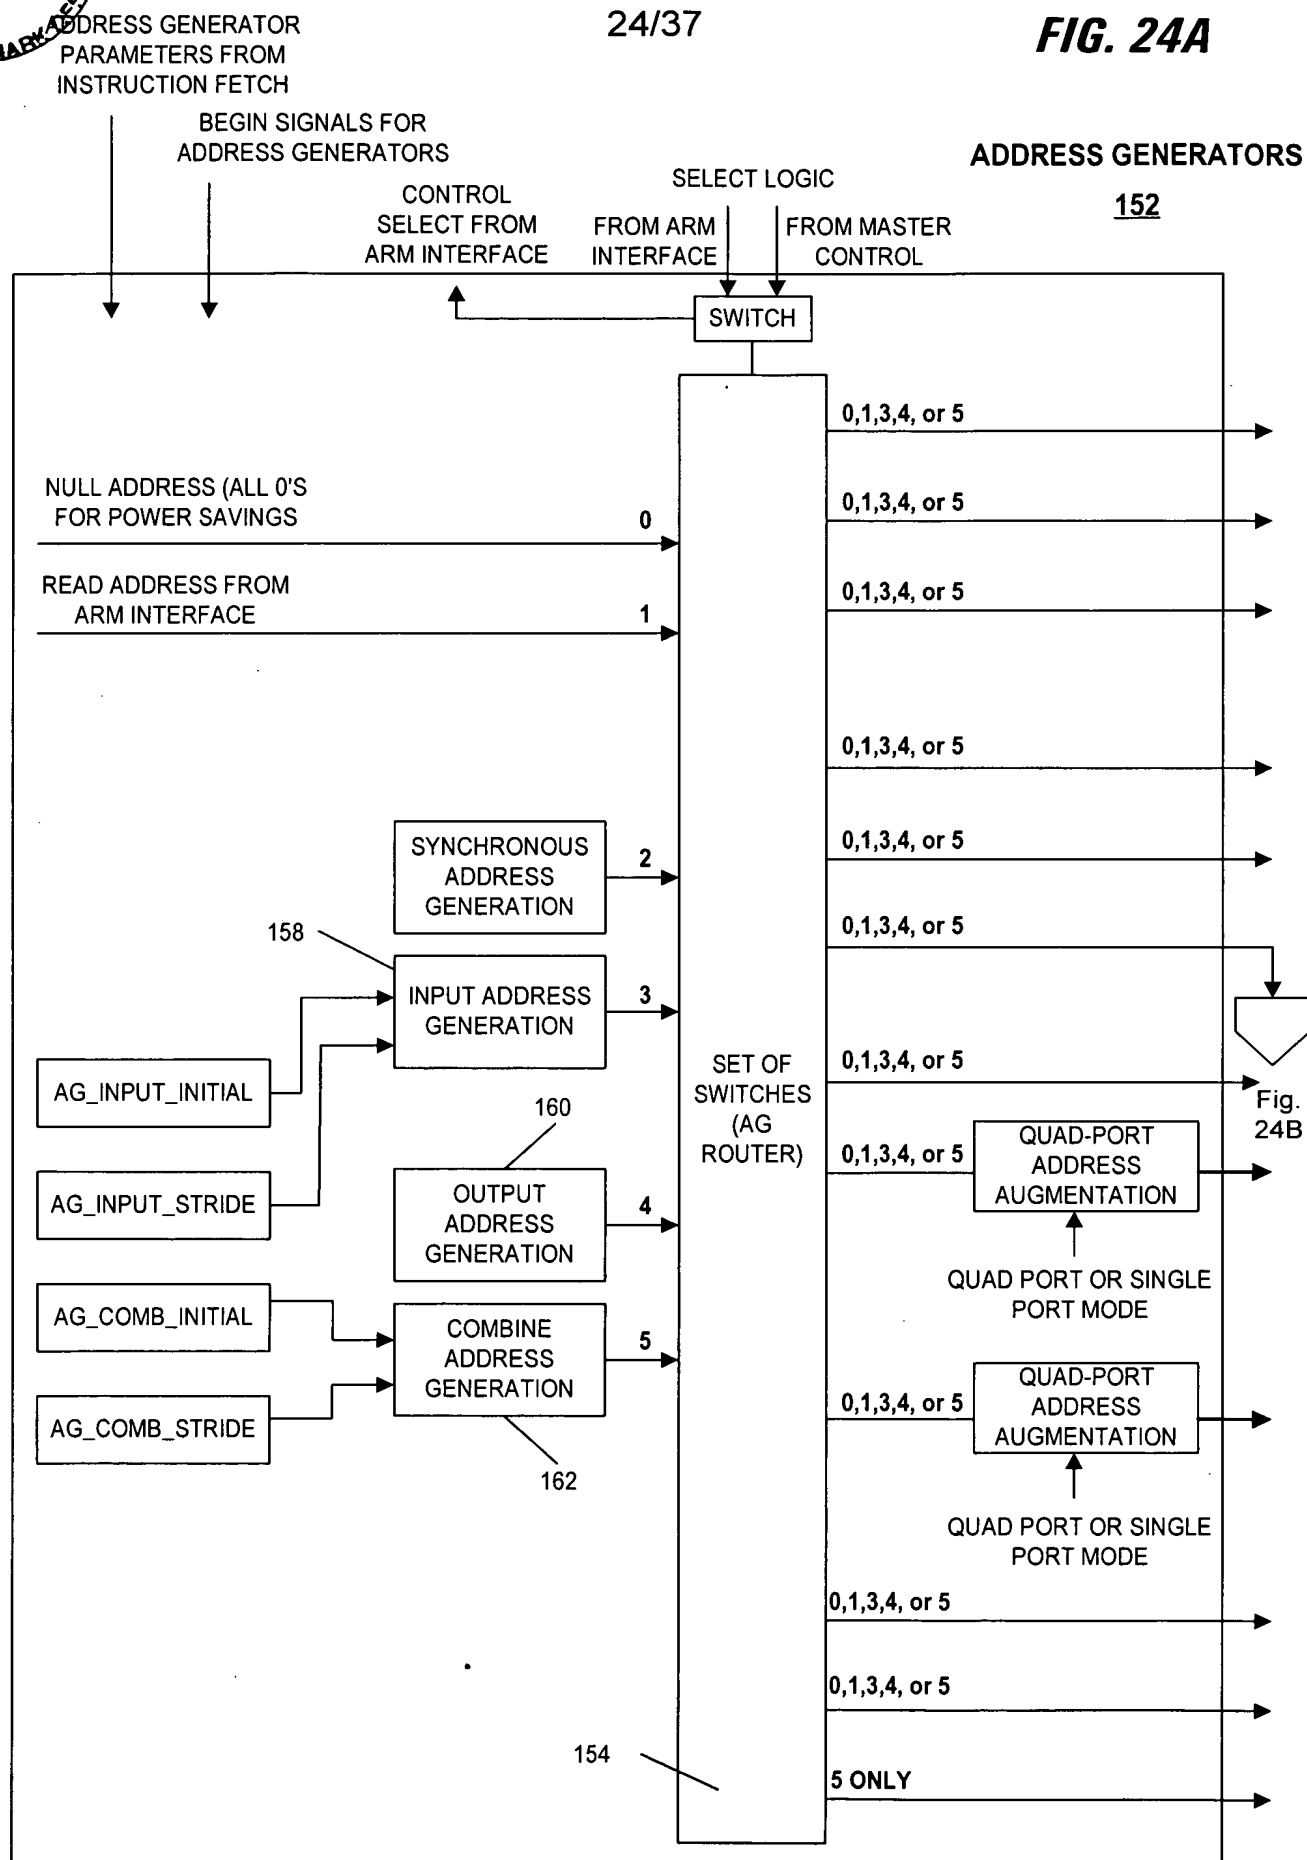 24/37
FIG. 24A
ADDRESS GENERATOR
PARAMETERS FROM
INSTRUCTION FETCH
BEGIN SIGNALS FOR
ADDRESS GENERATORS
ADDRESS GENERATORS
152
CONTROL
SELECT FROM
ARM INTERFACE
SELECT LOGIC
FROM ARM
INTERFACE
FROM MASTER
CONTROL
SWITCH
0,1,3,4, or 5
NULL ADDRESS (ALL 0'S
FOR POWER SAVINGS
0
0,1,3,4, or 5
READ ADDRESS FROM
ARM INTERFACE
1
0,1,3,4, or 5
0,1,3,4, or 5
SYNCHRONOUS
ADDRESS
GENERATION
2
0,1,3,4, or 5
158
0,1,3,4, or 5
INPUT ADDRESS
GENERATION
3
AG_INPUT_INITIAL
SET OF
SWITCHES
(AG
ROUTER)
0,1,3,4, or 5
Fig.
24B
160
0,1,3,4, or 5
QUAD-PORT
ADDRESS
AUGMENTATION
AG_INPUT_STRIDE
OUTPUT
ADDRESS
GENERATION
4
QUAD PORT OR SINGLE
PORT MODE
AG_COMB_INITIAL
COMBINE
ADDRESS
GENERATION
5
0,1,3,4, or 5
QUAD-PORT
ADDRESS
AUGMENTATION
AG_COMB_STRIDE
162
QUAD PORT OR SINGLE
PORT MODE
0,1,3,4, or 5
0,1,3,4, or 5
154
5 ONLY